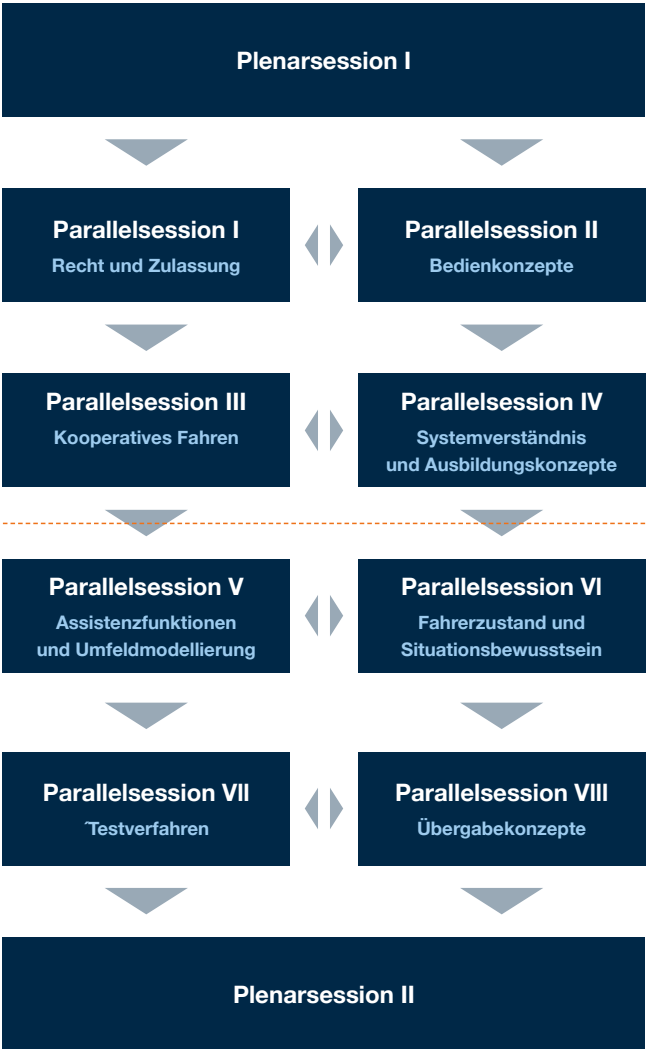 Plenarsession I
Parallelsession I
Recht und Zulassung
Parallelsession II
Bedienkonzepte
Parallelsession III
Kooperatives Fahren
Parallelsession IV
Systemverständnis
und Ausbildungskonzepte
Parallelsession V
Assistenzfunktionen
und Umfeldmodellierung
Parallelsession VI
Fahrerzustand und
Situationsbewusstsein
Parallelsession VII
´Testverfahren
Parallelsession VIII
Übergabekonzepte
Plenarsession II